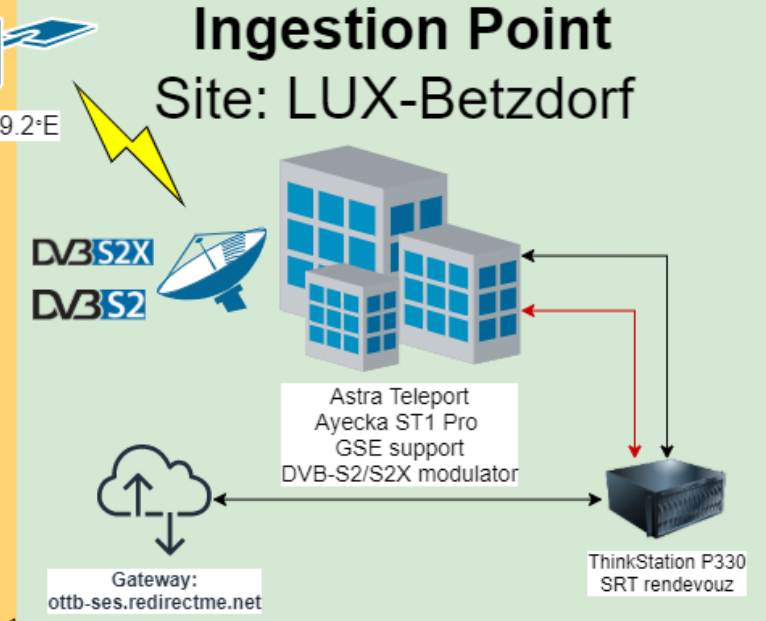 Ingestion Point
Site: LUX-Betzdorf
9.2°E
DVB S2X
DVB S2
Astra Teleport
Ayecka ST1 Pro
GSE support
DVB-S2/S2X modulator
Gateway:
ottb-ses.redirectme.net
ThinkStation P330
SRT rendevouz